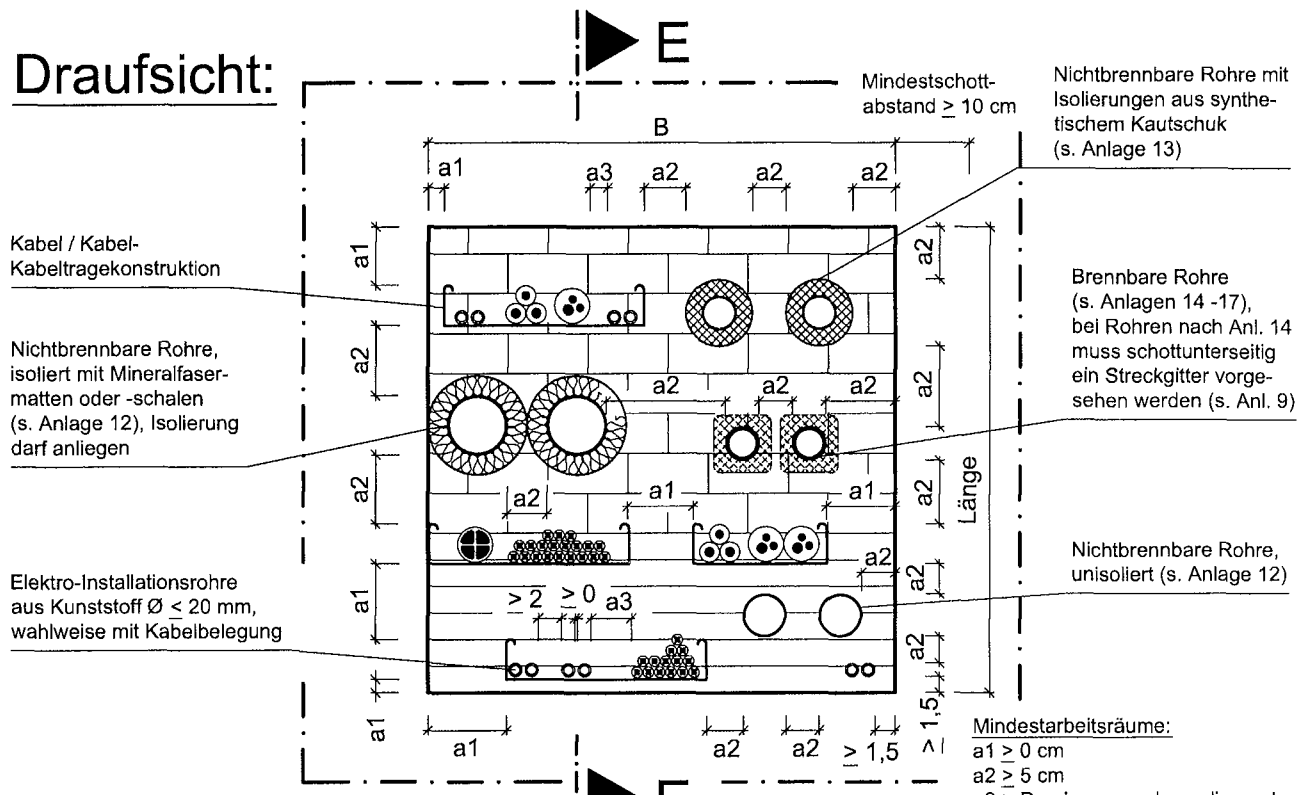 Draufsicht:
E
Mindestschott-
abstand ≥ 10 cm
Nichtbrennbare Rohre mit
Isolierungen aus synthe-
tischem Kautschuk
(s. Anlage 13)
B
a1
a3
a2
a2
a2
Kabel / Kabel-
Kabeltragekonstruktion
a1
a2
Brennbare Rohre
(s. Anlagen 14 -17),
bei Rohren nach Anl. 14
muss schottunterseitig
ein Streckgitter vorge-
sehen werden (s. Anl. 9)
Nichtbrennbare Rohre,
isoliert mit Mineralfaser-
matten oder -schalen
(s. Anlage 12), Isolierung
darf anliegen
a2
a2
a2
a2
a2
a2
a2
a2
a1
a1
Länge
Nichtbrennbare Rohre,
unisoliert (s. Anlage 12)
a2
a2
Elektro-Installationsrohre
aus Kunststoff Ø ≤ 20 mm,
wahlweise mit Kabelbelegung
a1
> 2
≥ 0
a3
a2
a1
a1
a2
a2
≥ 1,5
≥ 1,5
Mindestarbeitsräume:
a1 ≥ 0 cm
a2 ≥ 5 cm